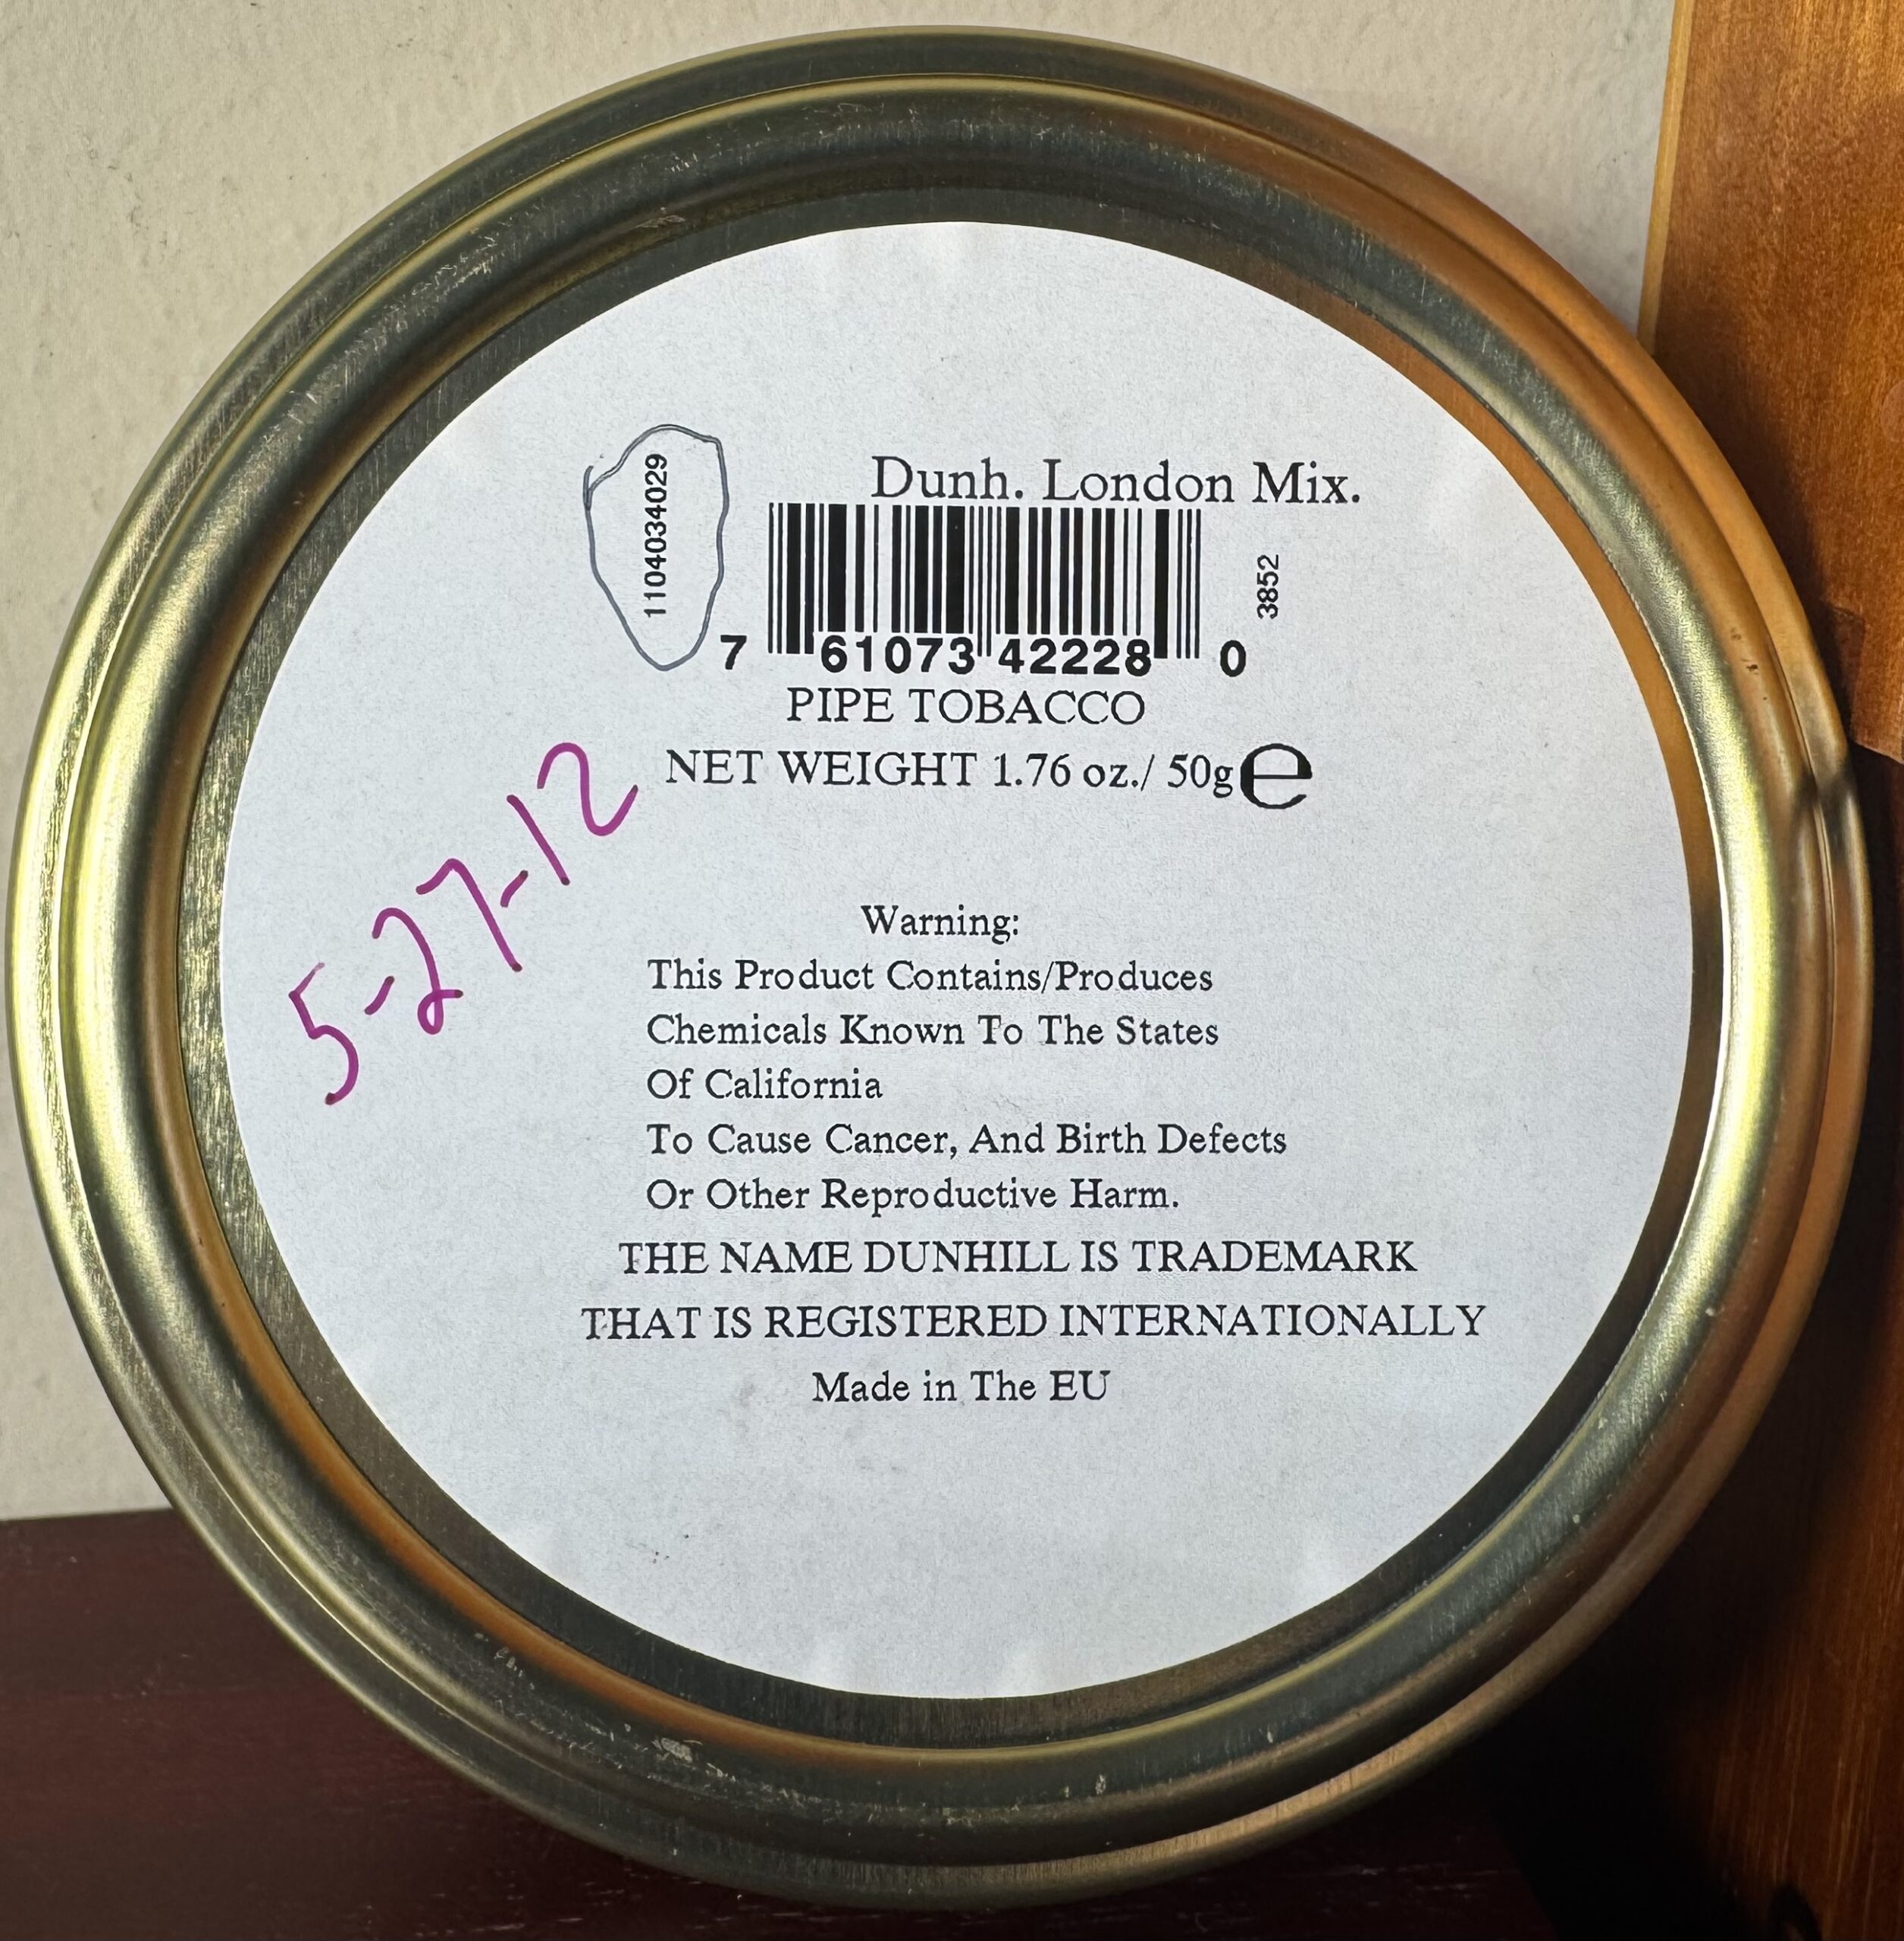 Dunh. London Mix.
1104034029
7 61073 42228 0
3852
PIPE TOBACCO
NET WEIGHT 1.76 oz./ 50g e
5-27-12
Warning:
This Product Contains/Produces
Chemicals Known To The States
Of California
To Cause Cancer, And Birth Defects
Or Other Reproductive Harm.
THE NAME DUNHILL IS TRADEMARK
THAT IS REGISTERED INTERNATIONALLY
Made in The EU